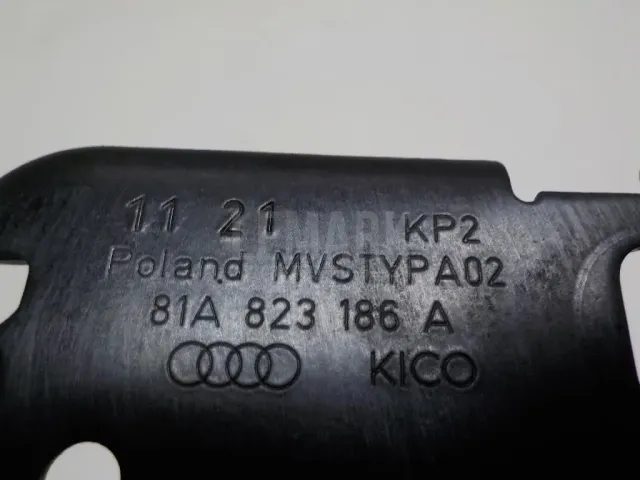 11 21 KP2
Poland MVSTYPA02
81A 823 186 A
KICO